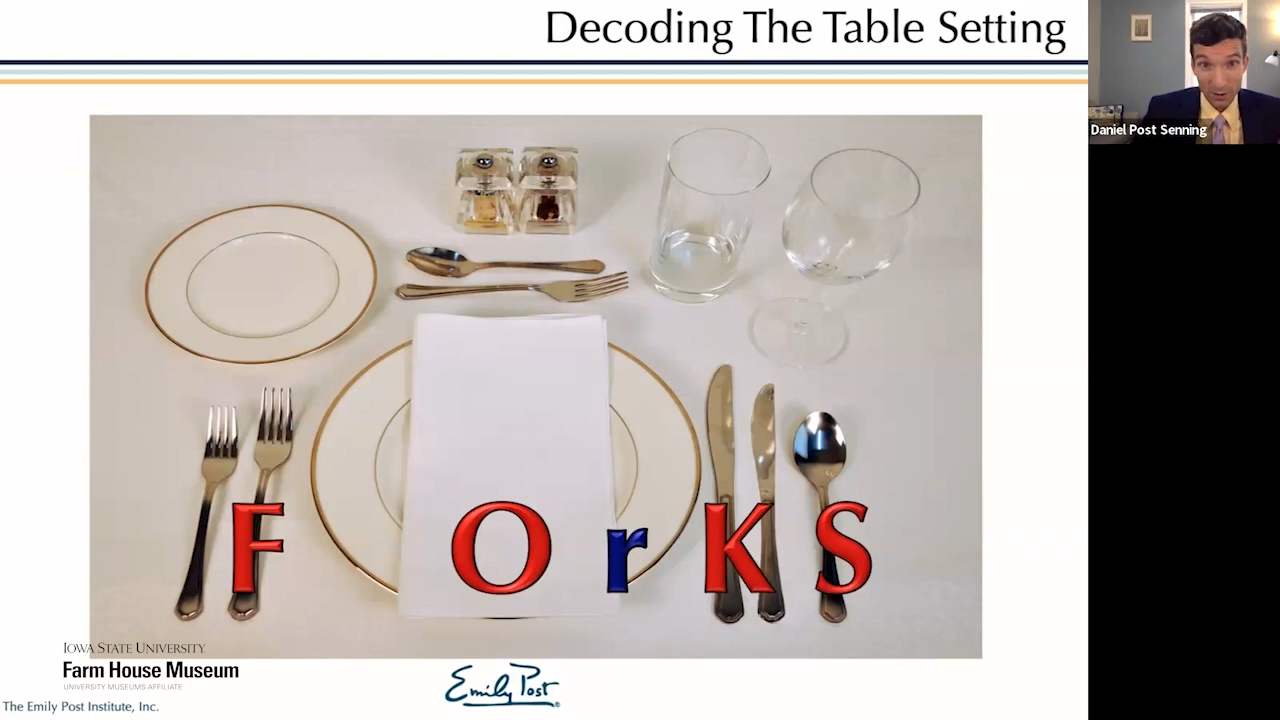 Decoding The Table Setting
Daniel Post Senning
F O r K S
IOWA STATE UNIVERSITY
Farm House Museum
UNIVERSITY MUSEUMS AFFILIATE
Emily Post®
The Emily Post Institute, Inc.